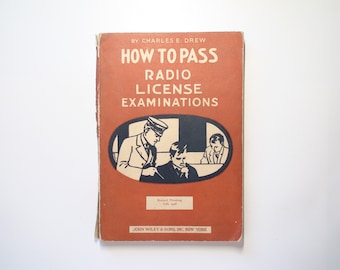 BY CHARLES E. DREW
HOW TO PASS
RADIO
LICENSE
EXAMINATIONS
JOHN WILEY & SONS, INC. NEW YORK